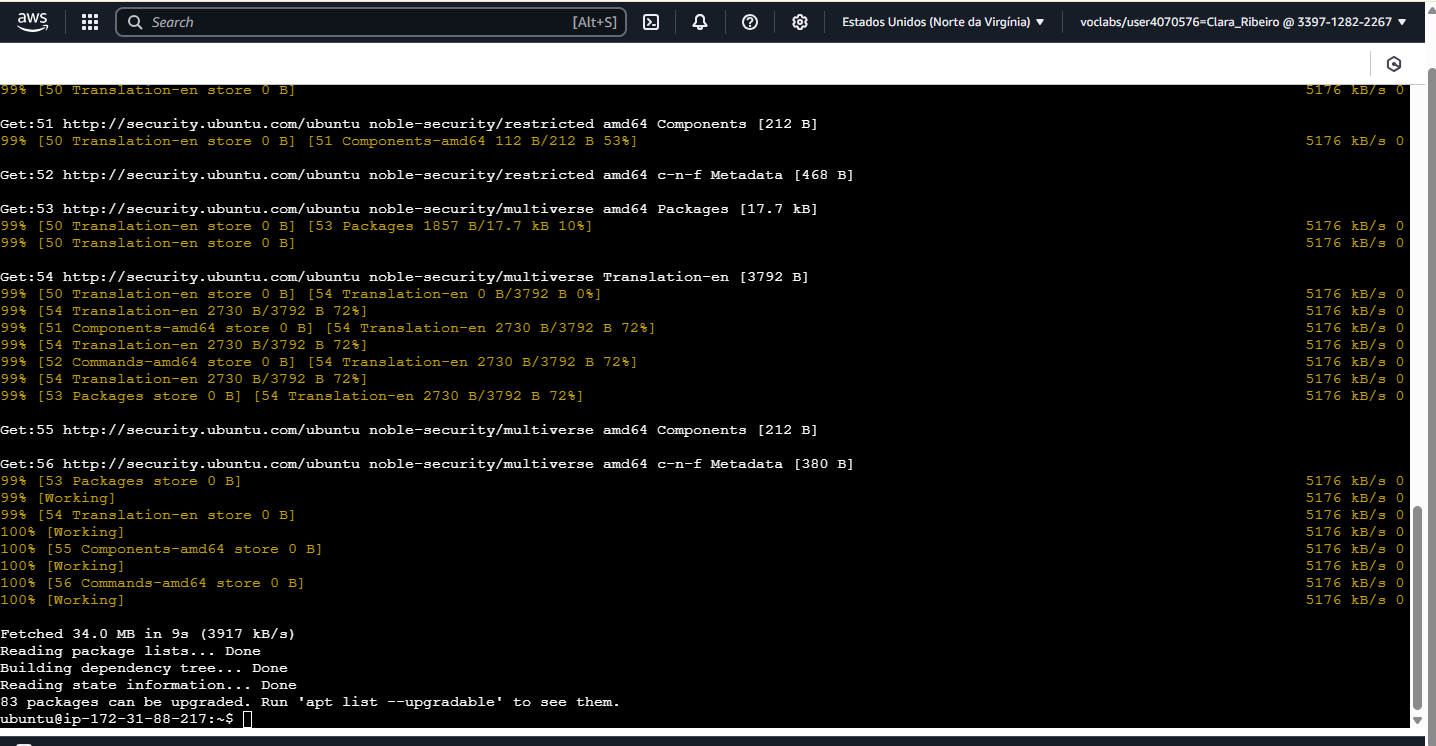 aws Search [Alt+S] Estados Unidos (Norte da Virgínia) voclabs/user4070576=Clara_Ribeiro @ 3397-1282-2267
99% [50 Translation-en store 0 B] 5176 kB/s 0
Get:51 http://security.ubuntu.com/ubuntu noble-security/restricted amd64 Components [212 B]
99% [50 Translation-en store 0 B] [51 Components-amd64 112 B/212 B 53%] 5176 kB/s 0
Get:52 http://security.ubuntu.com/ubuntu noble-security/restricted amd64 c-n-f Metadata [468 B]
Get:53 http://security.ubuntu.com/ubuntu noble-security/multiverse amd64 Packages [17.7 kB]
99% [50 Translation-en store 0 B] [53 Packages 1857 B/17.7 kB 10%] 5176 kB/s 0
99% [50 Translation-en store 0 B] 5176 kB/s 0
Get:54 http://security.ubuntu.com/ubuntu noble-security/multiverse Translation-en [3792 B]
99% [50 Translation-en store 0 B] [54 Translation-en 0 B/3792 B 0%] 5176 kB/s 0
99% [54 Translation-en 2730 B/3792 B 72%] 5176 kB/s 0
99% [51 Components-amd64 store 0 B] [54 Translation-en 2730 B/3792 B 72%] 5176 kB/s 0
99% [54 Translation-en 2730 B/3792 B 72%] 5176 kB/s 0
99% [52 Commands-amd64 store 0 B] [54 Translation-en 2730 B/3792 B 72%] 5176 kB/s 0
99% [54 Translation-en 2730 B/3792 B 72%] 5176 kB/s 0
99% [53 Packages store 0 B] [54 Translation-en 2730 B/3792 B 72%] 5176 kB/s 0
Get:55 http://security.ubuntu.com/ubuntu noble-security/multiverse amd64 Components [212 B]
Get:56 http://security.ubuntu.com/ubuntu noble-security/multiverse amd64 c-n-f Metadata [380 B]
99% [53 Packages store 0 B] 5176 kB/s 0
99% [Working] 5176 kB/s 0
99% [54 Translation-en store 0 B] 5176 kB/s 0
100% [Working] 5176 kB/s 0
100% [55 Components-amd64 store 0 B] 5176 kB/s 0
100% [Working] 5176 kB/s 0
100% [56 Commands-amd64 store 0 B] 5176 kB/s 0
100% [Working] 5176 kB/s 0
Fetched 34.0 MB in 9s (3917 kB/s)
Reading package lists... Done
Building dependency tree... Done
Reading state information... Done
83 packages can be upgraded. Run 'apt list --upgradable' to see them.
ubuntu@ip-172-31-88-217:~$